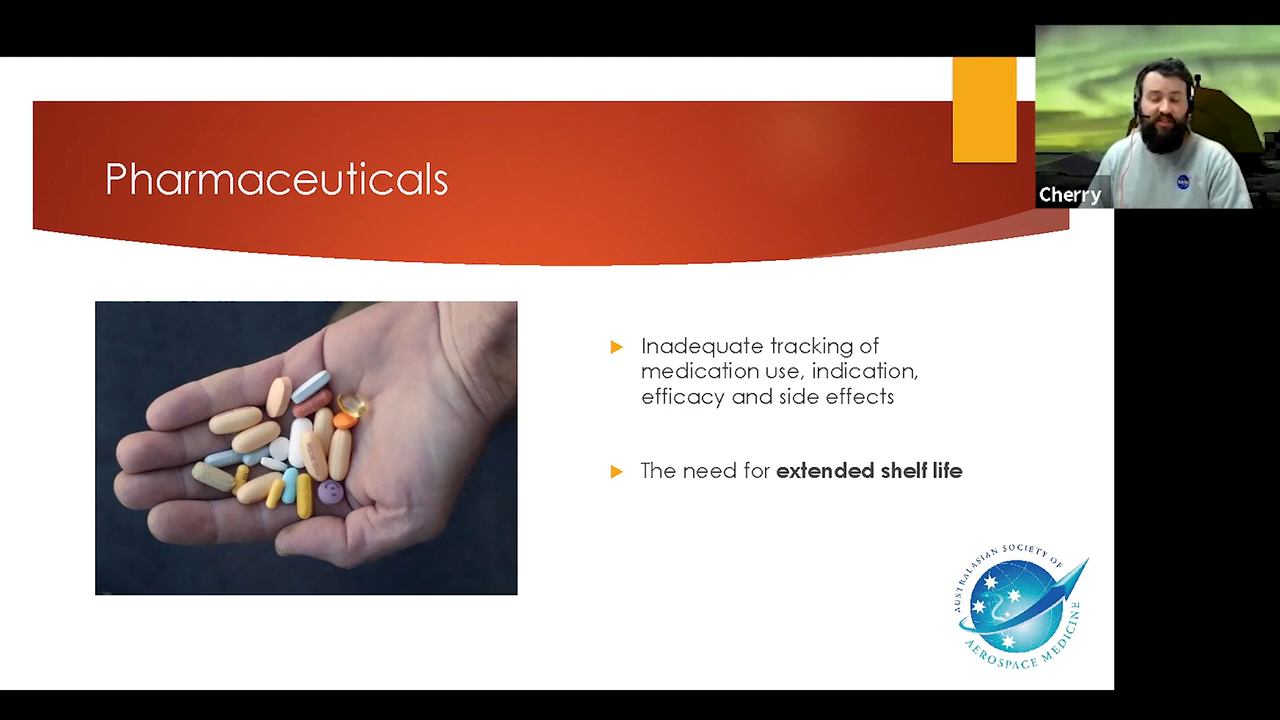 Pharmaceuticals
Cherry
Inadequate tracking of
medication use, indication,
efficacy and side effects
The need for extended shelf life
AUSTRALASIAN SOCIETY OF
AEROSPACE MEDICINE